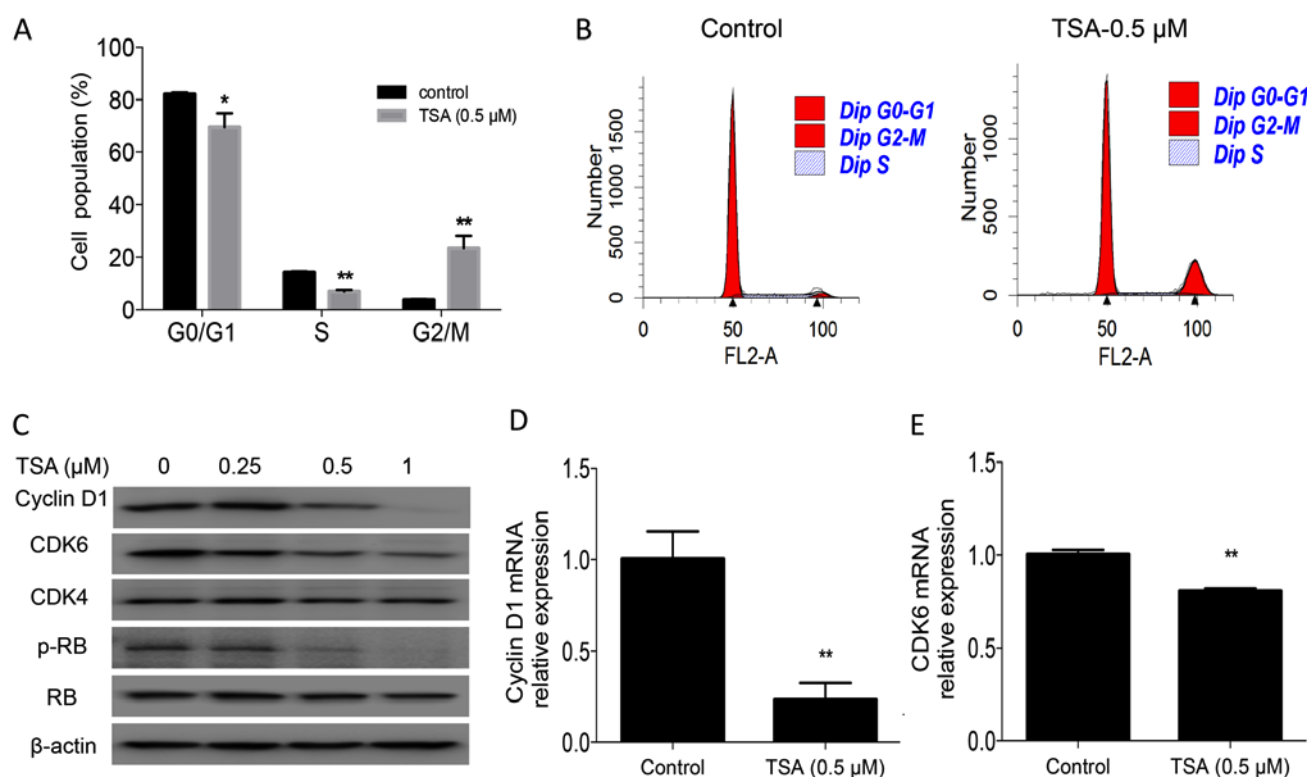 A
Cell population (%)
100
80
60
40
20
0
*
**
**
control
TSA (0.5 µM)
G0/G1 S G2/M
B
Control
Number
1500
1000
500
0
Dip G0-G1
Dip G2-M
Dip S
0 50 100
FL2-A
TSA-0.5 µM
Number
1000
500
0
Dip G0-G1
Dip G2-M
Dip S
0 50 100
FL2-A
C
TSA (µM) 0 0.25 0.5 1
Cyclin D1
CDK6
CDK4
p-RB
RB
β-actin
D
Cyclin D1 mRNA
relative expression
1.5
1.0
0.5
0.0
**
Control TSA (0.5 µM)
E
CDK6 mRNA
relative expression
1.5
1.0
0.5
0.0
**
Control TSA (0.5 µM)